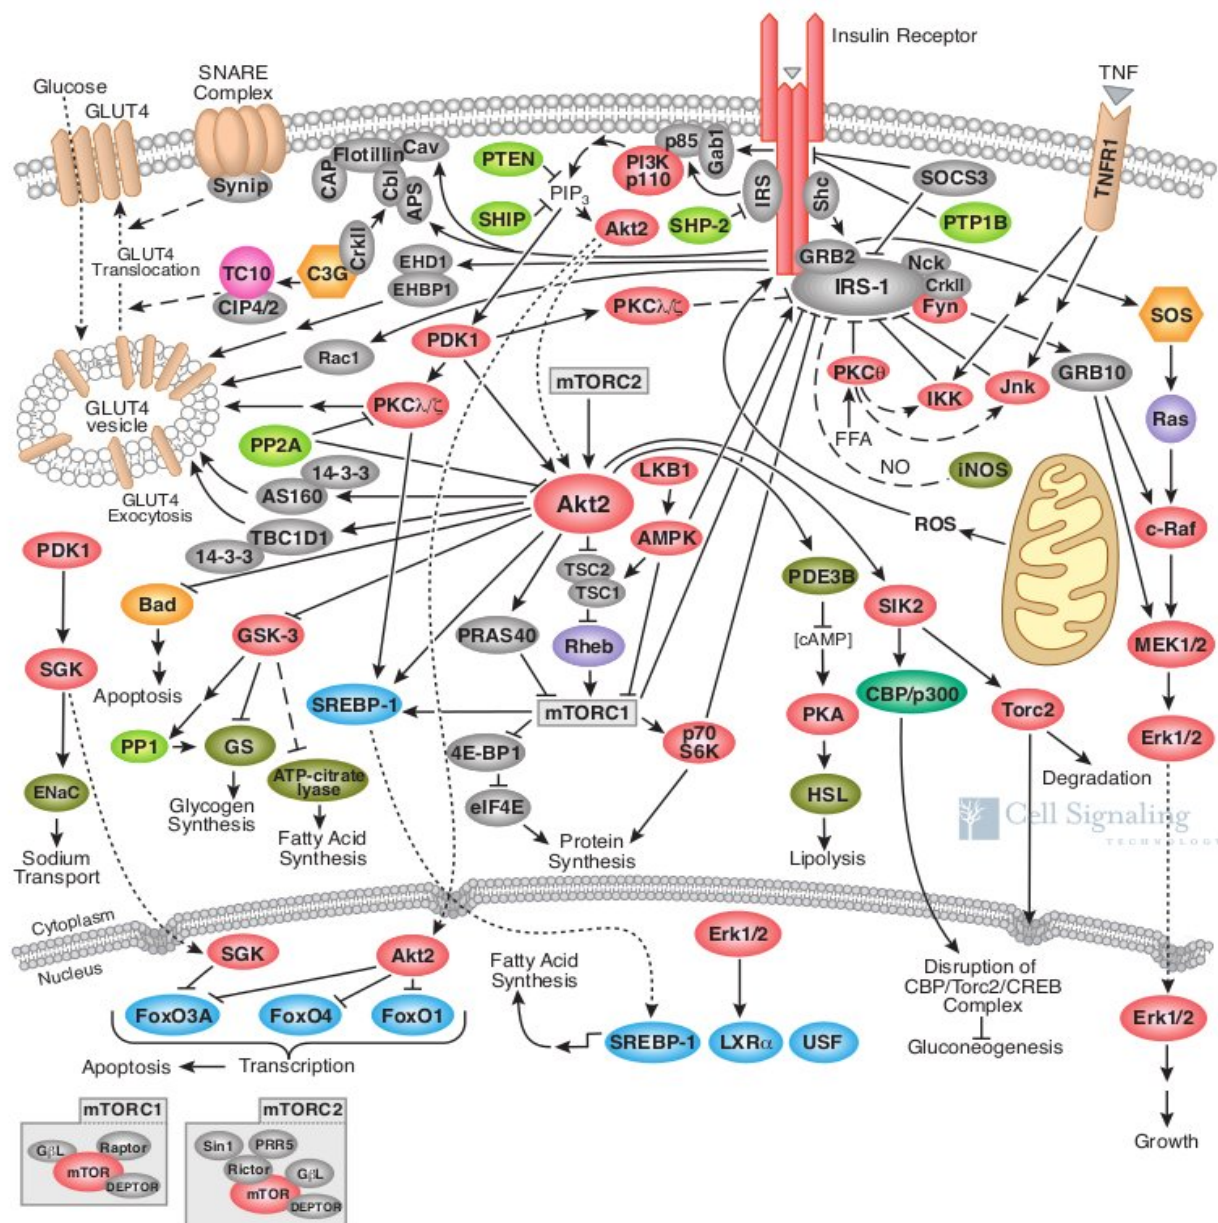 Insulin Receptor
TNF
Glucose
GLUT4
SNARE
Complex
Synip
CAP
Flotillin
Cav
Cbl
APS
CrkII
PTEN
PIP3
SHIP
PI3K
p110
p85
Gab1
IRS
Shc
SHP-2
Akt2
SOCS3
PTP1B
TNFR1
GLUT4
Translocation
TC10
CIP4/2
C3G
EHD1
EHBP1
GRB2
IRS-1
Nck
CrkII
Fyn
SOS
PKCλ/ζ
PDK1
Rac1
GLUT4
vesicle
PKCλ/ζ
mTORC2
PKCθ
FFA
IKK
Jnk
GRB10
Ras
PP2A
14-3-3
AS160
GLUT4
Exocytosis
TBC1D1
14-3-3
Akt2
LKB1
AMPK
NO
iNOS
ROS
c-Raf
PDK1
Bad
Apoptosis
GSK-3
TSC2
TSC1
PRAS40
Rheb
PDE3B
[cAMP]
SIK2
MEK1/2
SGK
SREBP-1
mTORC1
p70
S6K
PKA
CBP/p300
Torc2
Erk1/2
PP1
GS
4E-BP1
Degradation
ENaC
Glycogen
Synthesis
ATP-citrate
lyase
eIF4E
HSL
Cell Signaling
TECHNOLOGY
Sodium
Transport
Fatty Acid
Synthesis
Protein
Synthesis
Lipolysis
Cytoplasm
Nucleus
SGK
Akt2
FoxO3A
FoxO4
FoxO1
Apoptosis
Transcription
Fatty Acid
Synthesis
Erk1/2
SREBP-1
LXRα
USF
Disruption of
CBP/Torc2/CREB
Complex
Gluconeogenesis
Erk1/2
Growth
mTORC1
GβL
Raptor
mTOR
DEPTOR
mTORC2
Sin1
PRR5
Rictor
GβL
mTOR
DEPTOR